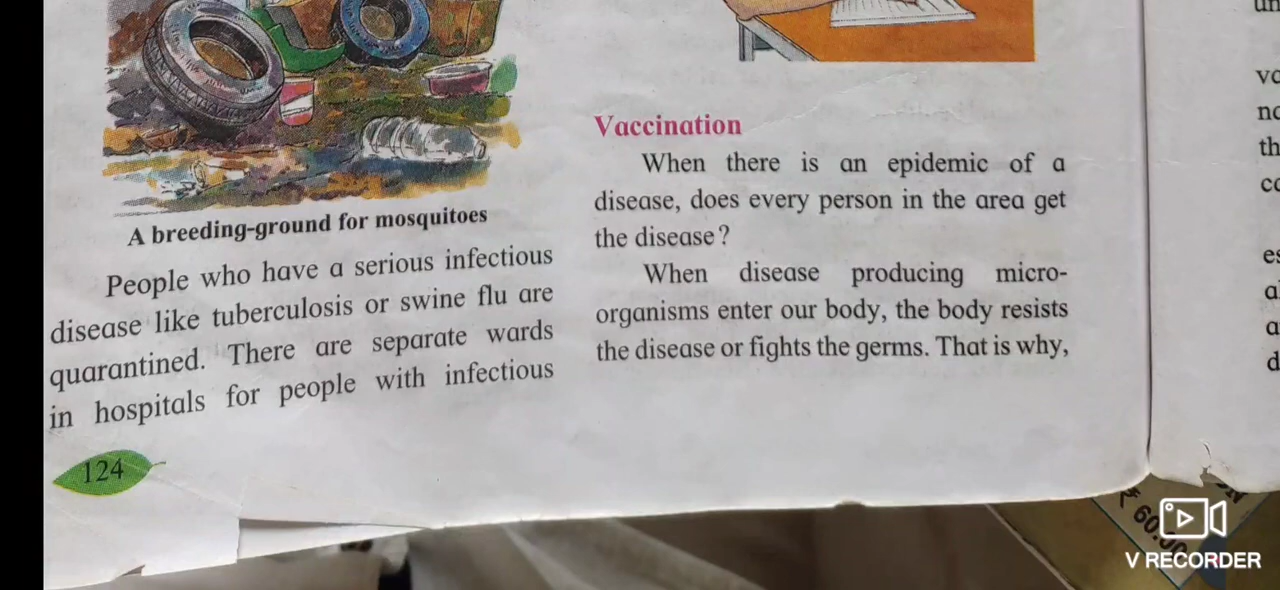 A breeding-ground for mosquitoes
People who have a serious infectious
disease like tuberculosis or swine flu are
quarantined. There are separate wards
in hospitals for people with infectious
124
Vaccination
When there is an epidemic of a
disease, does every person in the area get
the disease?
When disease producing micro-
organisms enter our body, the body resists
the disease or fights the germs. That is why,
V RECORDER